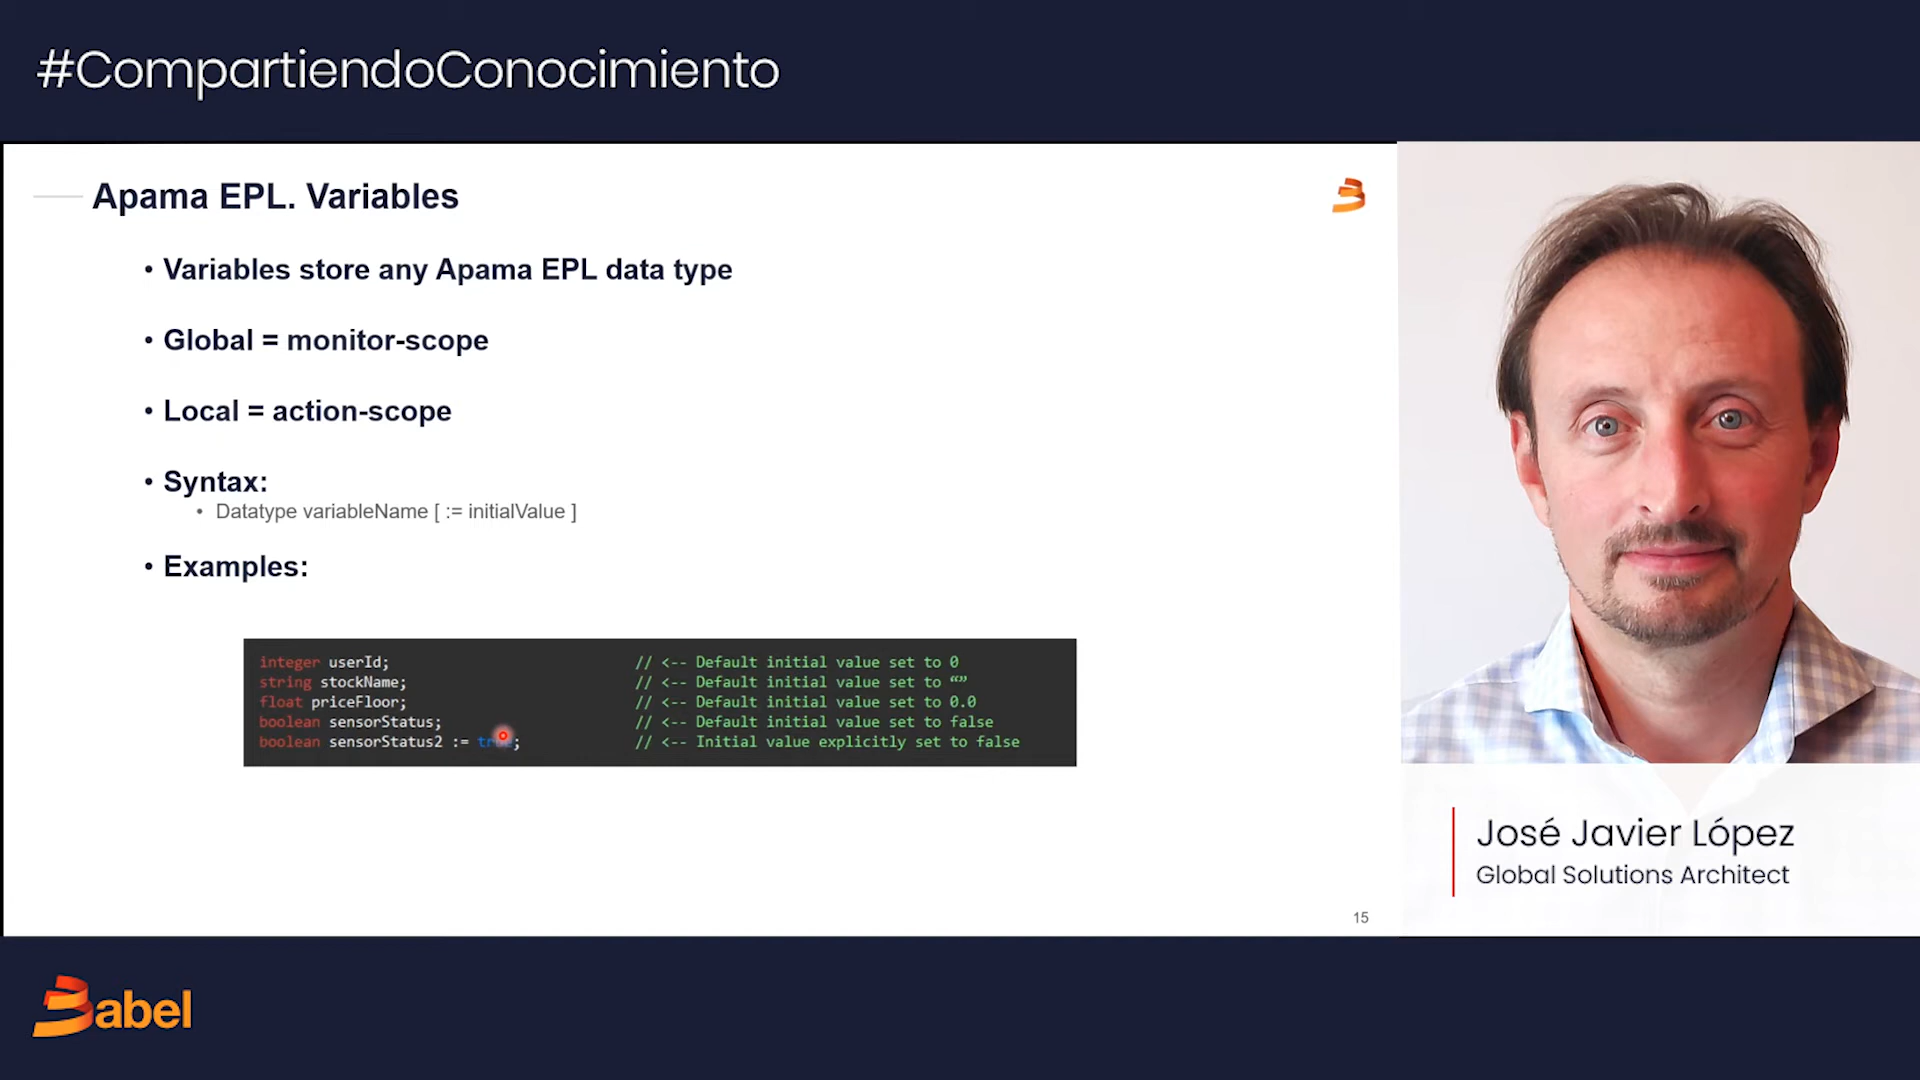 #CompartiendoConocimiento
Apama EPL. Variables
• Variables store any Apama EPL data type
• Global = monitor-scope
• Local = action-scope
• Syntax:
• Datatype variableName [ := initialValue ]
• Examples:
integer userId; // <-- Default initial value set to 0
string stockName; // <-- Default initial value set to “”
float priceFloor; // <-- Default initial value set to 0.0
boolean sensorStatus; // <-- Default initial value set to false
boolean sensorStatus2 := true; // <-- Initial value explicitly set to false
15
José Javier López
Global Solutions Architect
Babel